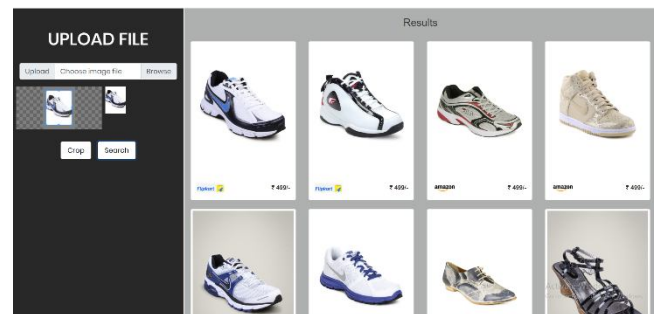 UPLOAD FILE
Upload Choose image file Browse
Crop Search
Results
Flipkart ₹ 499/-
Flipkart ₹ 499/-
amazon ₹ 499/-
amazon ₹ 499/-